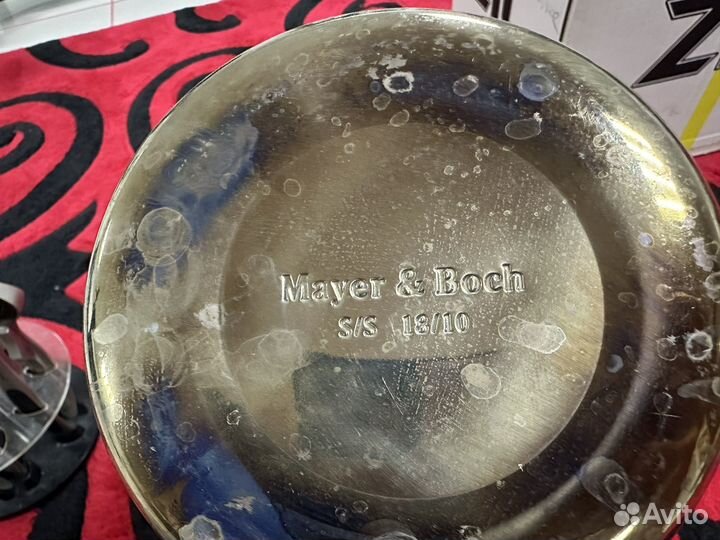 Mayer & Boch
S/S 18/10
Avito